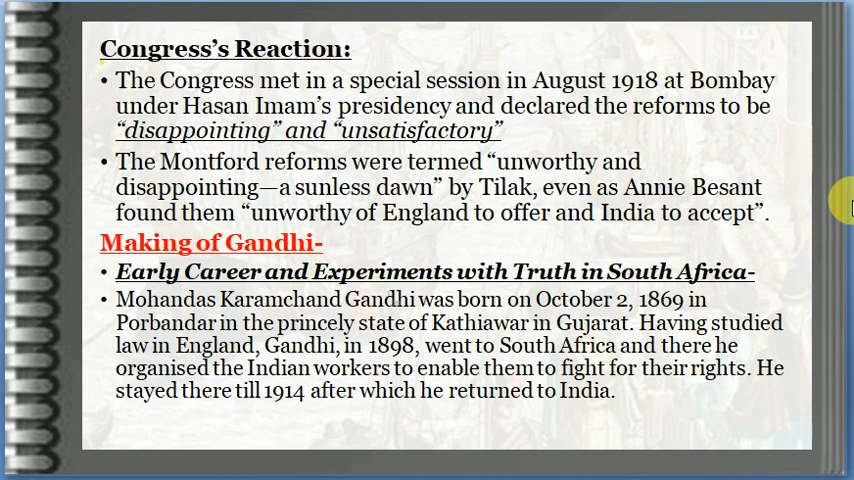 Congress's Reaction:
• The Congress met in a special session in August 1918 at Bombay
under Hasan Imam's presidency and declared the reforms to be
"disappointing" and "unsatisfactory"
• The Montford reforms were termed "unworthy and
disappointing—a sunless dawn" by Tilak, even as Annie Besant
found them "unworthy of England to offer and India to accept".
Making of Gandhi-
• Early Career and Experiments with Truth in South Africa-
• Mohandas Karamchand Gandhi was born on October 2, 1869 in
Porbandar in the princely state of Kathiawar in Gujarat. Having studied
law in England, Gandhi, in 1898, went to South Africa and there he
organised the Indian workers to enable them to fight for their rights. He
stayed there till 1914 after which he returned to India.